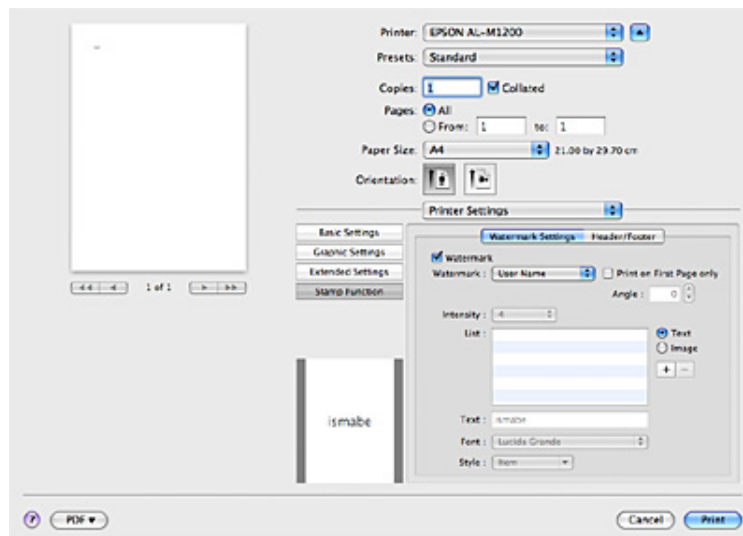 Printer: EPSON AL-M1200
Presets: Standard
Copies: 1 Collated
Pages: All
From: 1 to: 1
Paper Size: A4 21.00 by 29.70 cm
Orientation:
Printer Settings
Basic Settings
Graphic Settings
Extended Settings
Stamp Function
1 of 1
Watermark Settings Header/Footer
Watermark
Watermark : User Name Print on First Page only
Angle : 0
Intensity : 4
List : Text
Image
Text : ismabe
Font : Lucida Grande
Style :
ismabe
? PDF Cancel Print